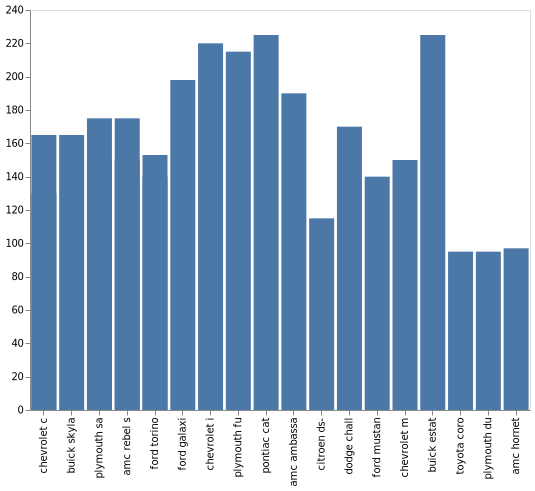 240
220
200
180
160
140
120
100
80
60
40
20
0
chevrolet c
buick skyla
plymouth sa
amc rebel s
ford torino
ford galaxi
chevrolet i
plymouth fu
pontiac cat
amc ambassa
citroen ds-
dodge chall
ford mustan
chevrolet m
buick estat
toyota coro
plymouth du
amc hornet